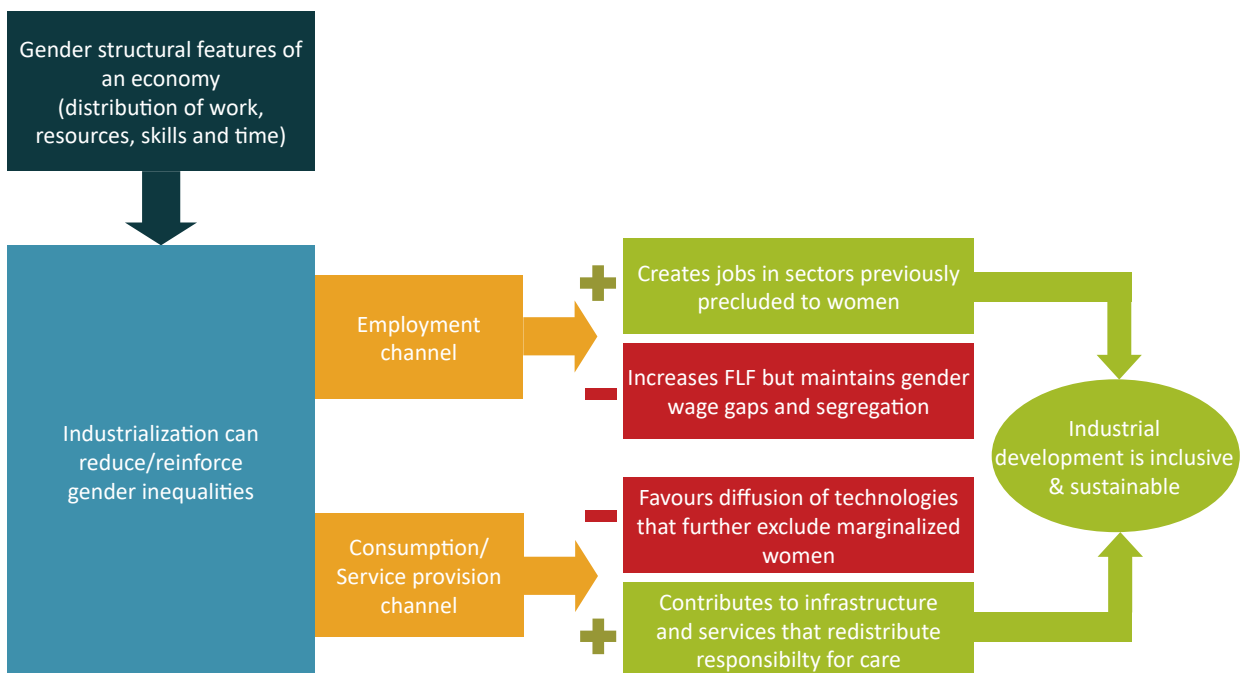 Gender structural features of
an economy
(distribution of work,
resources, skills and time)
Industrialization can
reduce/reinforce
gender inequalities
Employment
channel
Creates jobs in sectors previously
precluded to women
Increases FLF but maintains gender
wage gaps and segregation
Consumption/
Service provision
channel
Favours diffusion of technologies
that further exclude marginalized
women
Contributes to infrastructure
and services that redistribute
responsibilty for care
Industrial
development is inclusive
& sustainable